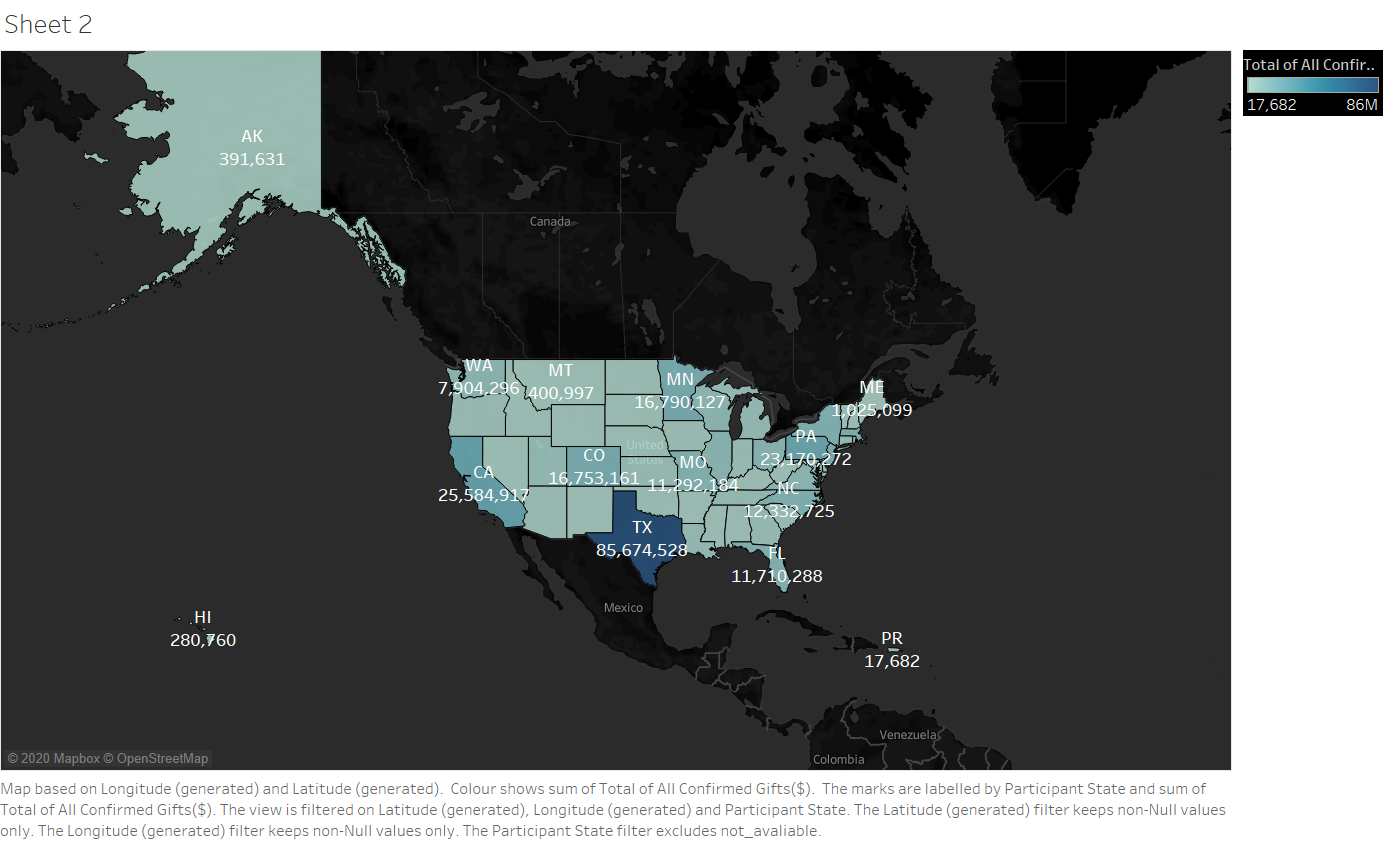 Sheet 2
Total of All Confir..
17,682 86M
AK
391,631
Canada
WA
7,904,296
MT
400,997
MN
16,790,127
ME
1,025,099
PA
23,170,272
United
States
CO
16,753,161
MO
11,292,184
CA
25,584,917
NC
12,332,725
TX
85,674,528
FL
11,710,288
Mexico
HI
280,760
PR
17,682
Venezuela
Colombia
© 2020 Mapbox © OpenStreetMap
Map based on Longitude (generated) and Latitude (generated). Colour shows sum of Total of All Confirmed Gifts($). The marks are labelled by Participant State and sum of
Total of All Confirmed Gifts($). The view is filtered on Latitude (generated), Longitude (generated) and Participant State. The Latitude (generated) filter keeps non-Null values
only. The Longitude (generated) filter keeps non-Null values only. The Participant State filter excludes not_avaliable.